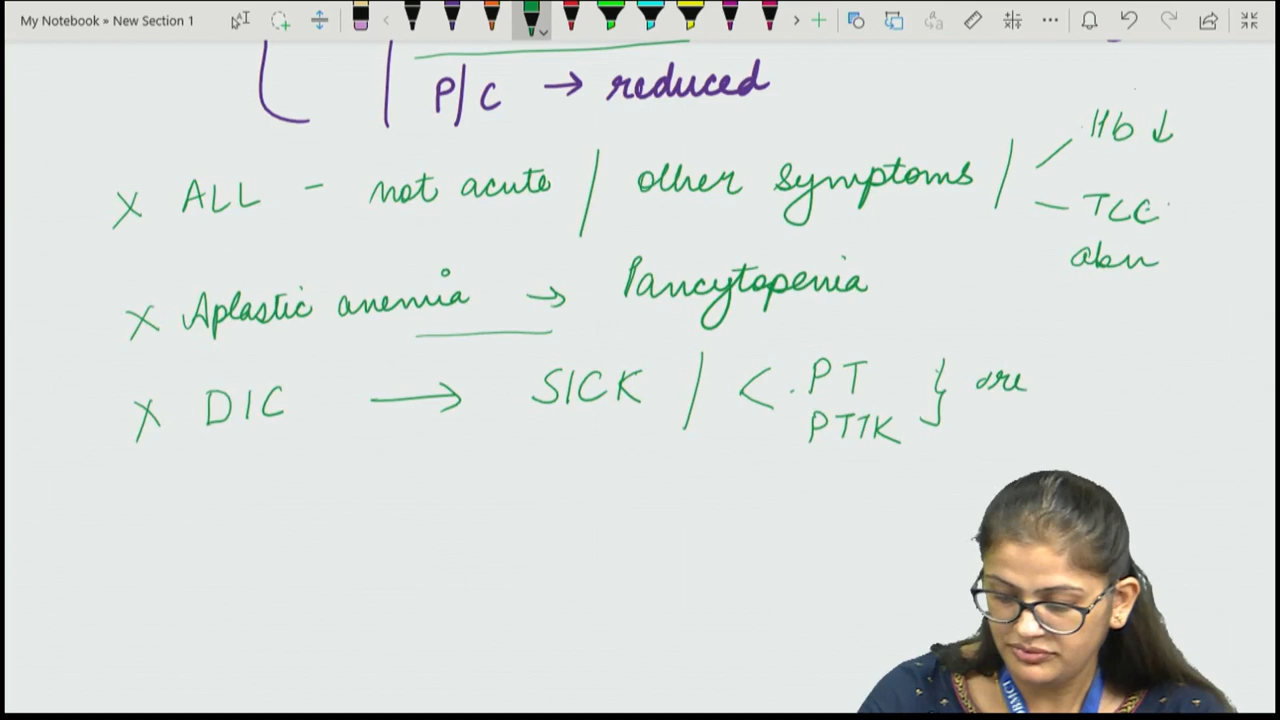 My Notebook » New Section 1
P/C → reduced
X ALL - not acute / other symptoms / Hb ↓
TLC
abn
X Aplastic anemia → Pancytopenia
X DIC → SICK / < PT } are
PTTK